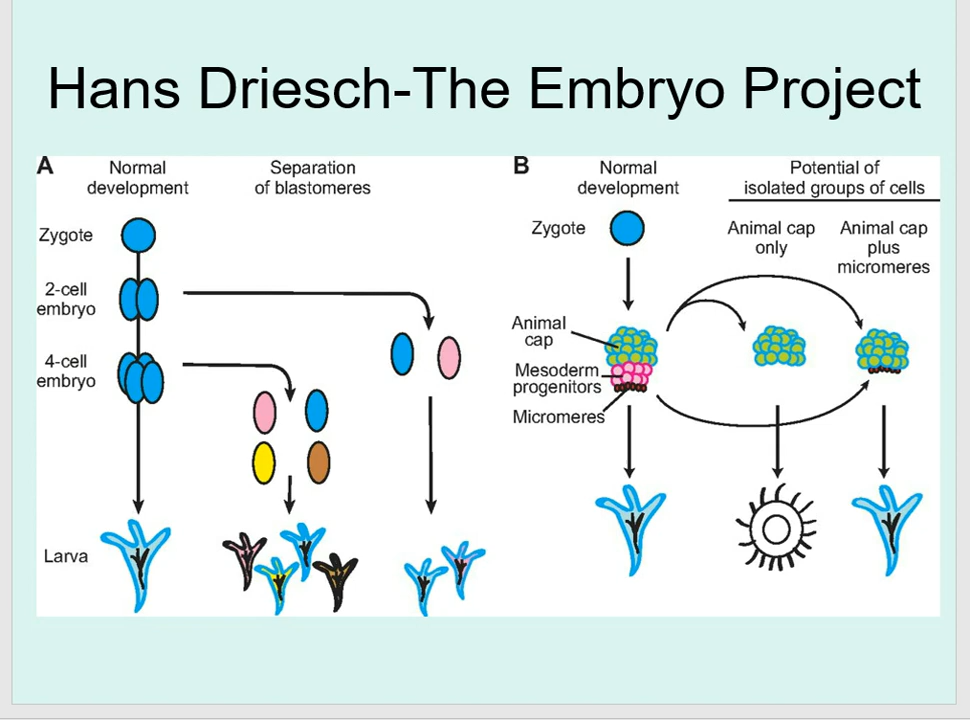 Hans Driesch-The Embryo Project
A
Normal
development
Separation
of blastomeres
Zygote
2-cell
embryo
4-cell
embryo
Larva
B
Normal
development
Potential of
isolated groups of cells
Zygote
Animal cap
only
Animal cap
plus
micromeres
Animal
cap
Mesoderm
progenitors
Micromeres